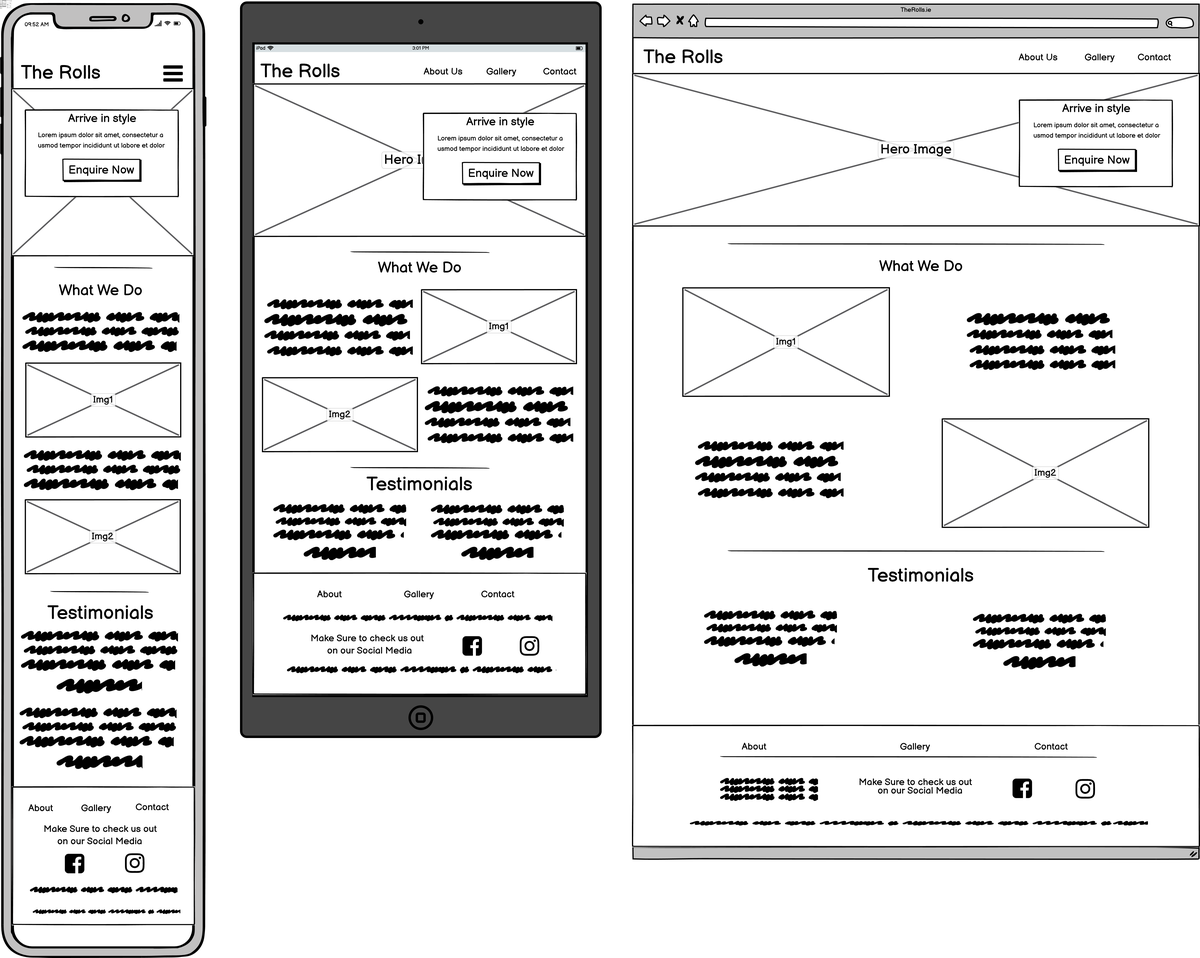 09:52 AM
The Rolls
Arrive in style
Lorem ipsum dolor sit amet, consectetur a
usmod tempor incididunt ut labore et dolor
Enquire Now
What We Do
Img1
Img2
Testimonials
About Gallery Contact
Make Sure to check us out
on our Social Media
iPad 3:01 PM
The Rolls About Us Gallery Contact
Hero I
Arrive in style
Lorem ipsum dolor sit amet, consectetur a
usmod tempor incididunt ut labore et dolor
Enquire Now
What We Do
Img1
Img2
Testimonials
About Gallery Contact
Make Sure to check us out
on our Social Media
TheRolls.ie
The Rolls About Us Gallery Contact
Hero Image
Arrive in style
Lorem ipsum dolor sit amet, consectetur a
usmod tempor incididunt ut labore et dolor
Enquire Now
What We Do
Img1
Img2
Testimonials
About Gallery Contact
Make Sure to check us out
on our Social Media